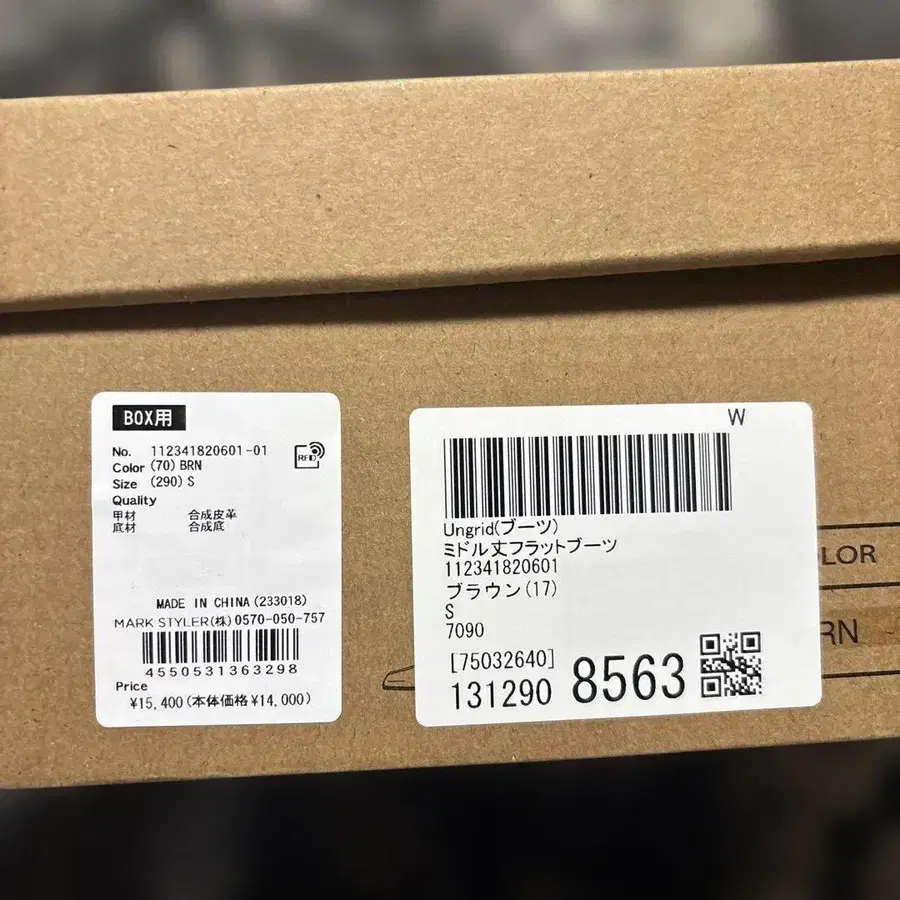 BOX用
No. 112341820601-01
RFID
Color (70) BRN
Size (290) S
Quality
甲材 合成皮革
底材 合成底
MADE IN CHINA (233018)
MARK STYLER(株) 0570-050-757
4550531363298
Price
¥15,400(本体価格¥14,000)
W
Ungrid(ブーツ)
ミドル丈フラットブーツ
112341820601
ブラウン(17)
S
7090
[75032640]
131290 8563
LOR
RN